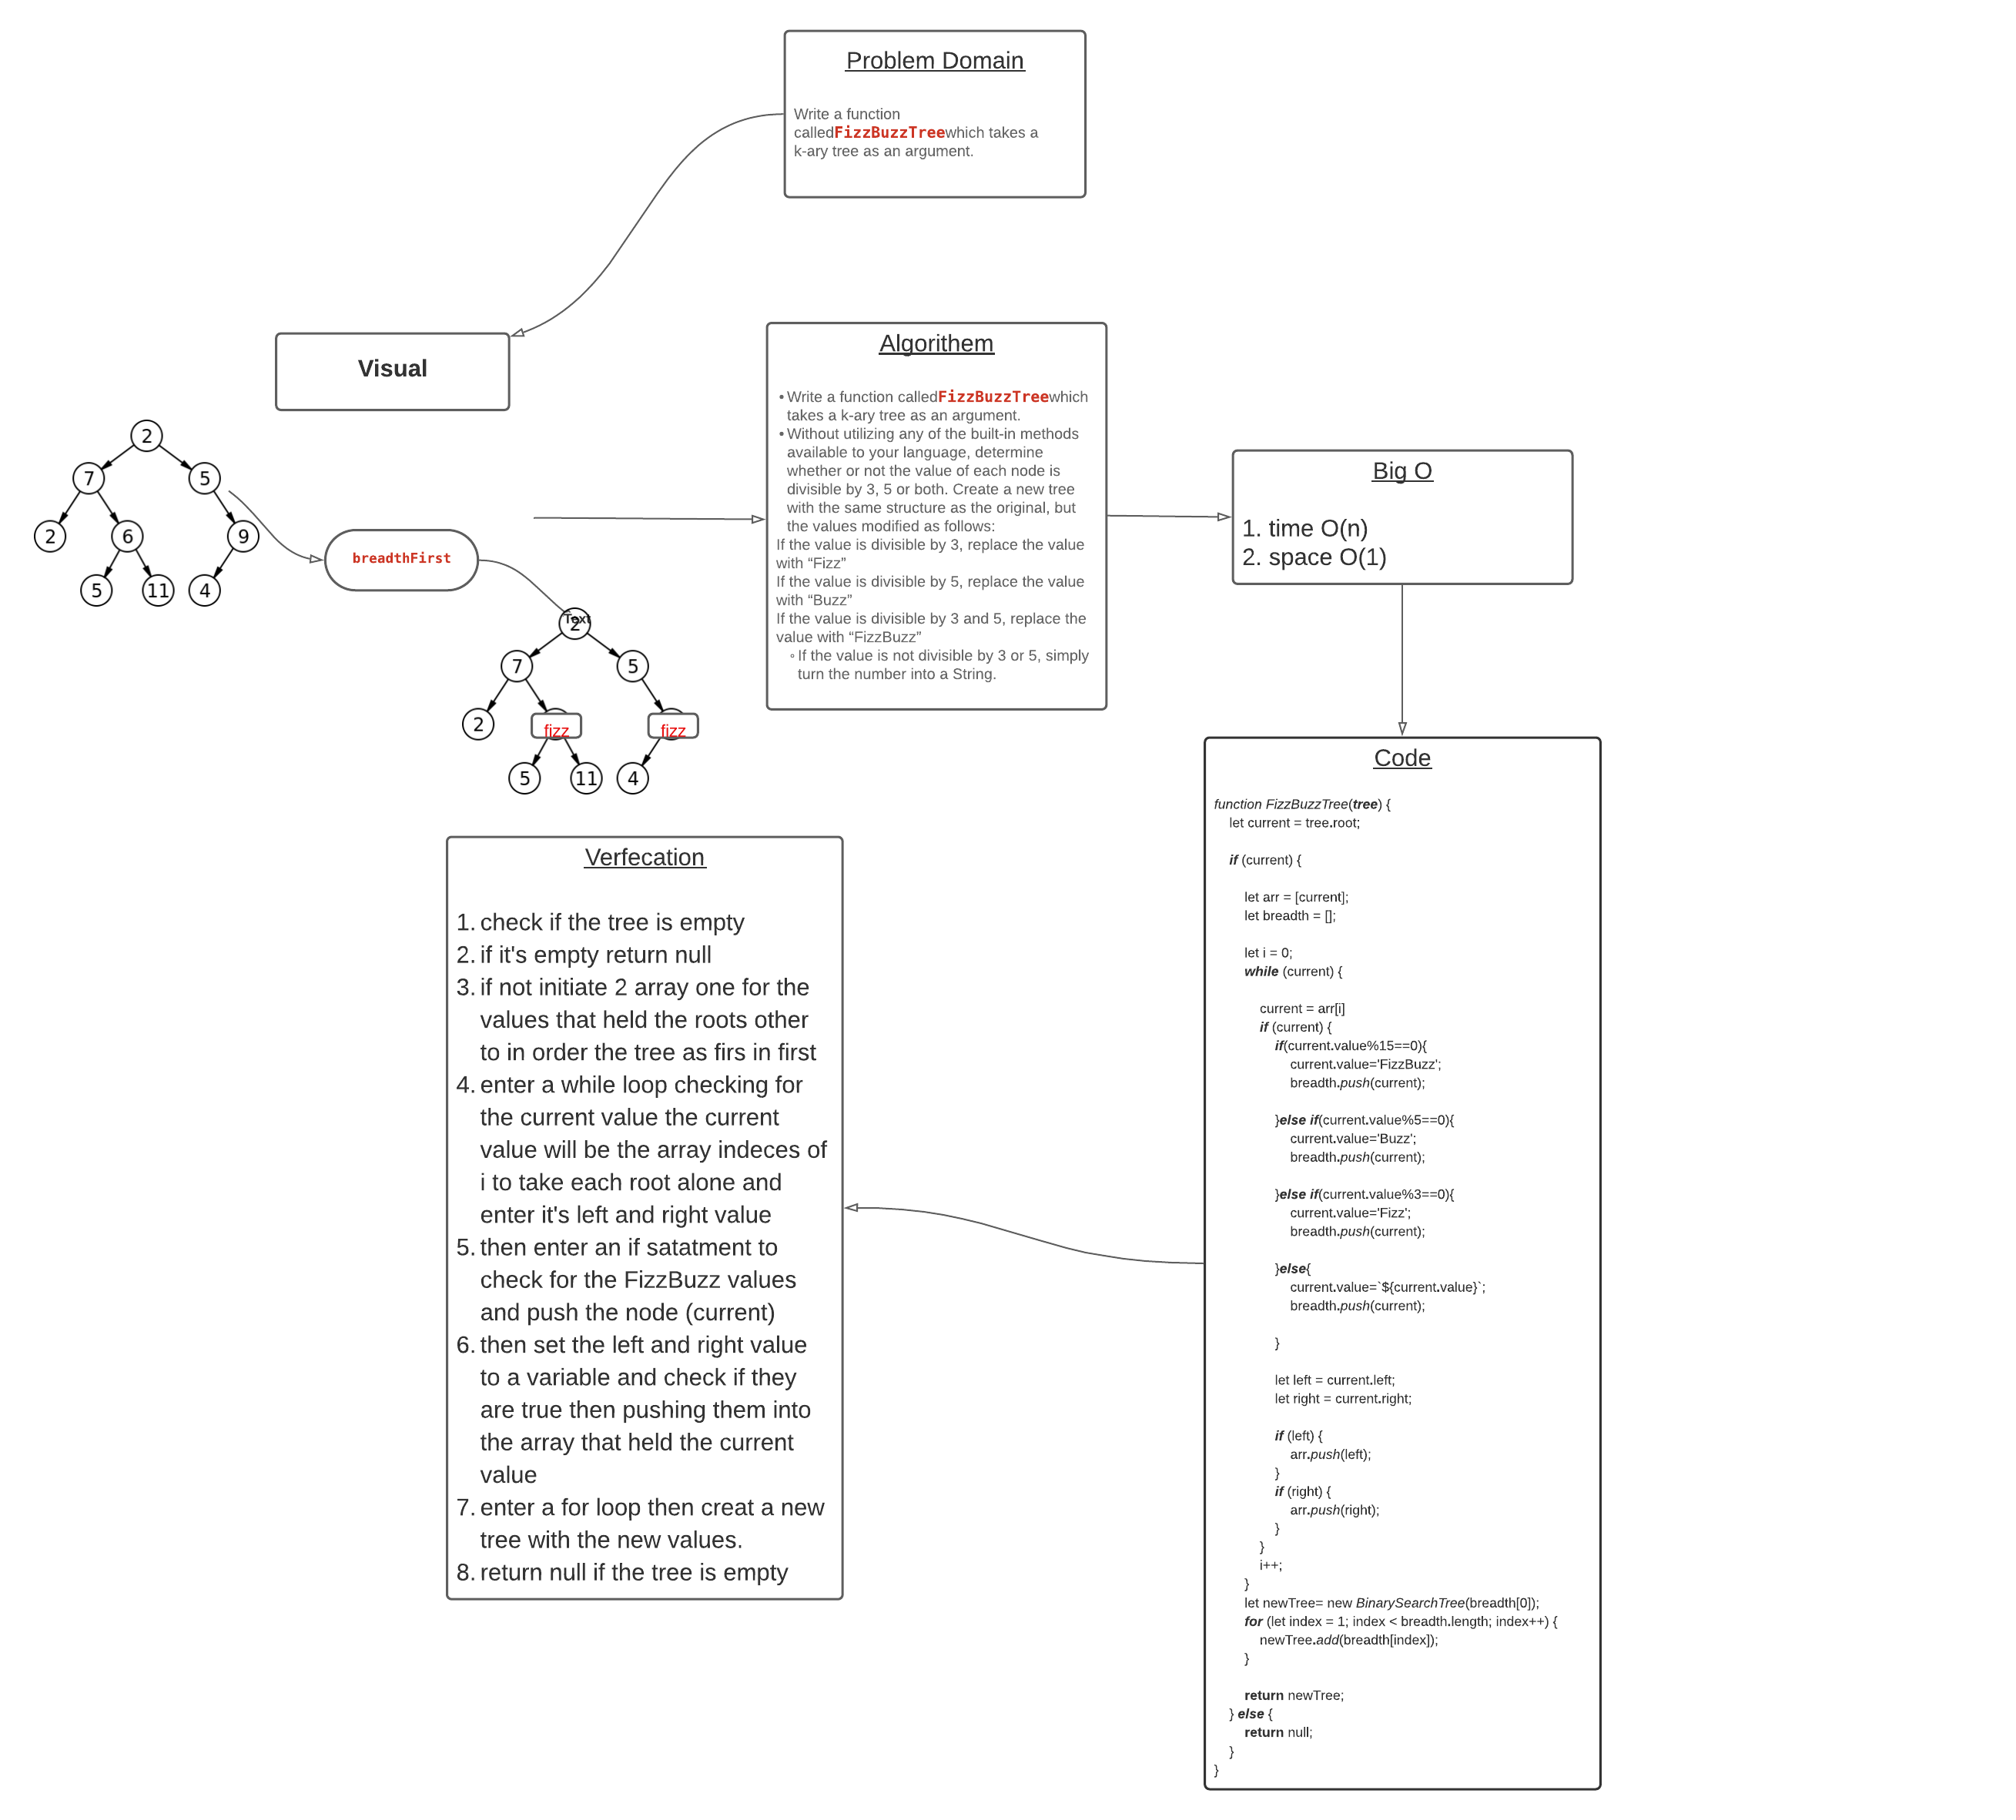 Problem Domain
Write a function
calledFizzBuzzTreewhich takes a
k-ary tree as an argument.
Visual
2
7
5
2
6
9
5
11
4
breadthFirst
Text
2
7
5
2
fizz
fizz
5
11
4
Algorithem
• Write a function calledFizzBuzzTreewhich
takes a k-ary tree as an argument.
• Without utilizing any of the built-in methods
available to your language, determine
whether or not the value of each node is
divisible by 3, 5 or both. Create a new tree
with the same structure as the original, but
the values modified as follows:
If the value is divisible by 3, replace the value
with “Fizz”
If the value is divisible by 5, replace the value
with “Buzz”
If the value is divisible by 3 and 5, replace the
value with “FizzBuzz”
◦ If the value is not divisible by 3 or 5, simply
turn the number into a String.
Big O
1. time O(n)
2. space O(1)
Code
function FizzBuzzTree(tree) {
let current = tree.root;
if (current) {
let arr = [current];
let breadth = [];
let i = 0;
while (current) {
current = arr[i]
if (current) {
if(current.value%15==0){
current.value='FizzBuzz';
breadth.push(current);
}else if(current.value%5==0){
current.value='Buzz';
breadth.push(current);
}else if(current.value%3==0){
current.value='Fizz';
breadth.push(current);
}else{
current.value=`${current.value}`;
breadth.push(current);
}
let left = current.left;
let right = current.right;
if (left) {
arr.push(left);
}
if (right) {
arr.push(right);
}
}
i++;
}
let newTree= new BinarySearchTree(breadth[0]);
for (let index = 1; index < breadth.length; index++) {
newTree.add(breadth[index]);
}
return newTree;
} else {
return null;
}
}
Verfecation
1. check if the tree is empty
2. if it's empty return null
3. if not initiate 2 array one for the
values that held the roots other
to in order the tree as firs in first
4. enter a while loop checking for
the current value the current
value will be the array indeces of
i to take each root alone and
enter it's left and right value
5. then enter an if satatment to
check for the FizzBuzz values
and push the node (current)
6. then set the left and right value
to a variable and check if they
are true then pushing them into
the array that held the current
value
7. enter a for loop then creat a new
tree with the new values.
8. return null if the tree is empty